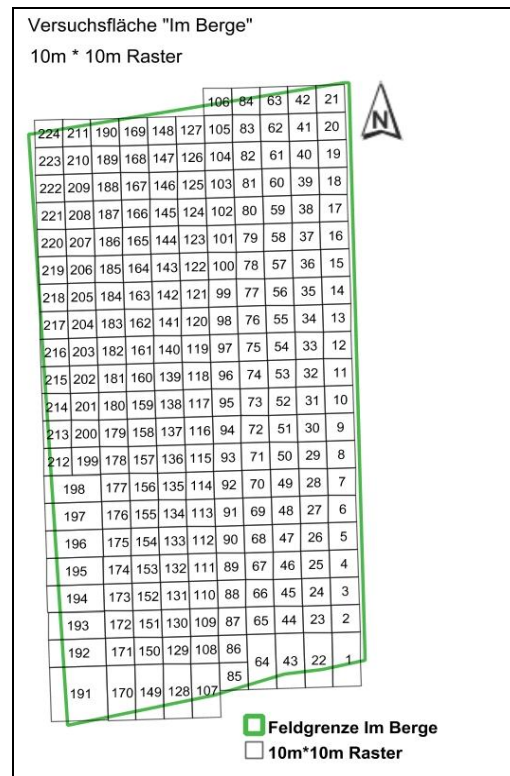 Versuchsfläche "Im Berge"
10m * 10m Raster
106 84 63 42 21
N
224 211 190 169 148 127 105 83 62 41 20
223 210 189 168 147 126 104 82 61 40 19
222 209 188 167 146 125 103 81 60 39 18
221 208 187 166 145 124 102 80 59 38 17
220 207 186 165 144 123 101 79 58 37 16
219 206 185 164 143 122 100 78 57 36 15
218 205 184 163 142 121 99 77 56 35 14
217 204 183 162 141 120 98 76 55 34 13
216 203 182 161 140 119 97 75 54 33 12
215 202 181 160 139 118 96 74 53 32 11
214 201 180 159 138 117 95 73 52 31 10
213 200 179 158 137 116 94 72 51 30 9
212 199 178 157 136 115 93 71 50 29 8
198 177 156 135 114 92 70 49 28 7
197 176 155 134 113 91 69 48 27 6
196 175 154 133 112 90 68 47 26 5
195 174 153 132 111 89 67 46 25 4
194 173 152 131 110 88 66 45 24 3
193 172 151 130 109 87 65 44 23 2
192 171 150 129 108 86 64 43 22 1
191 170 149 128 107 85
Feldgrenze Im Berge
10m*10m Raster